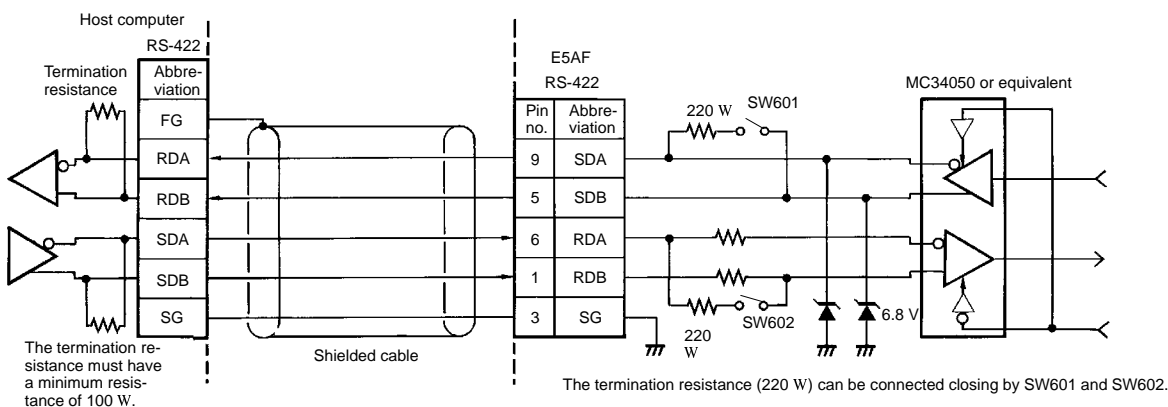 Host computer
RS-422
Termination
resistance
Abbre-
viation
FG
RDA
RDB
SDA
SDB
SG
The termination re-
sistance must have
a minimum resis-
tance of 100 W.
Shielded cable
E5AF
RS-422
Pin
no.
Abbre-
viation
9 SDA
5 SDB
6 RDA
1 RDB
3 SG
220 W
SW601
220
W
SW602
6.8 V
MC34050 or equivalent
The termination resistance (220 W) can be connected closing by SW601 and SW602.